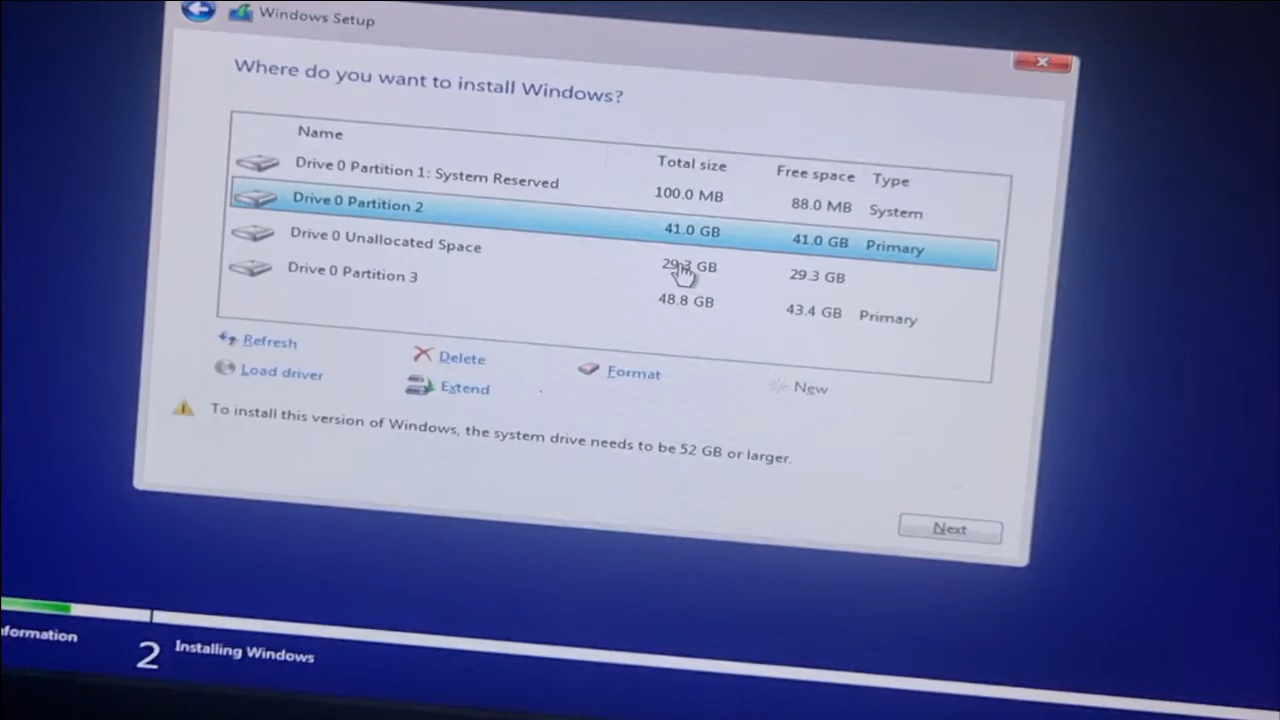 Windows Setup
Where do you want to install Windows?
Name Total size Free space Type
Drive 0 Partition 1: System Reserved 100.0 MB 88.0 MB System
Drive 0 Partition 2 41.0 GB 41.0 GB Primary
Drive 0 Unallocated Space 29.3 GB 29.3 GB
Drive 0 Partition 3 48.8 GB 43.4 GB Primary
Refresh Delete Format New
Load driver Extend
To install this version of Windows, the system drive needs to be 52 GB or larger.
Next
nformation 2 Installing Windows